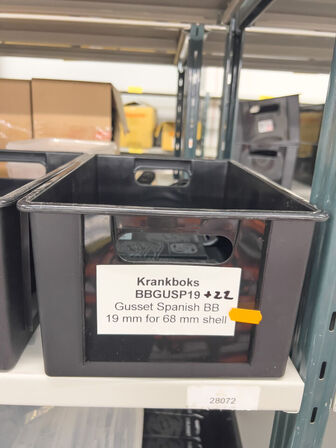 Krankboks
BBGUSP19 +22
Gusset Spanish BB
19 mm for 68 mm shell
28072